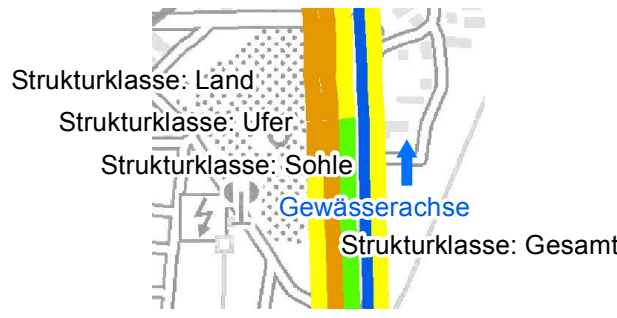 Strukturklasse: Land
Strukturklasse: Ufer
Strukturklasse: Sohle
Gewässerachse
Strukturklasse: Gesamt